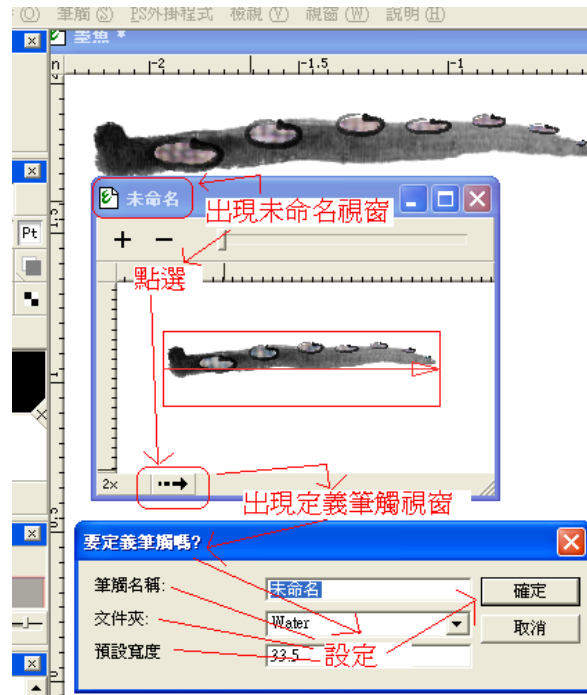 (O) 筆觸(S) PS外掛程式 檢視(V) 視窗(W) 說明(H)
墨魚 *
-2 -1.5 -1
Pt
未命名
出現未命名視窗
點選
2x
出現定義筆觸視窗
要定義筆觸嗎?
筆觸名稱: 未命名 確定
文件夾: Water 取消
預設寬度 33.5
設定